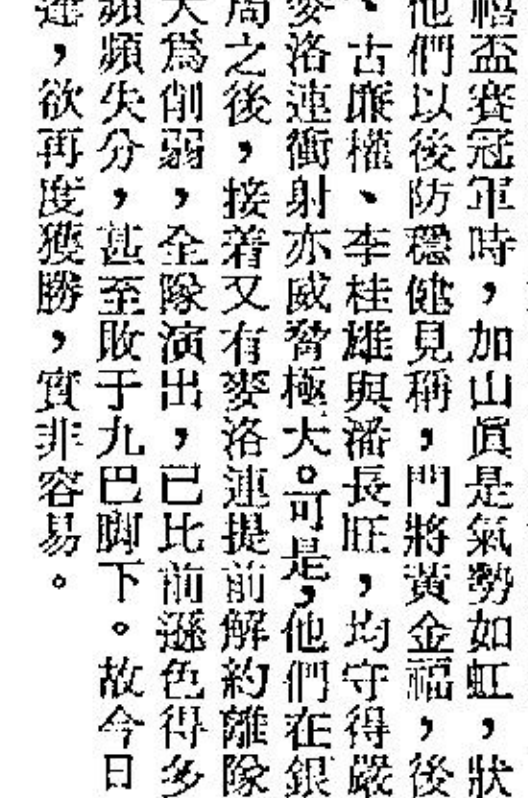 盃賽冠軍時，加山眞是氣勢如虹，狀
他們以後防穩健見稱，門將黃金福，後
、古廉權、李桂雄與潘長旺，均守得嚴
麥洛連衝射亦威脅極大。可是，他們在銀
周之後，接着又有麥洛連提前解約離隊
大爲削弱，全隊演出，已比前遜色得多
頻頻失分，甚至敗于九巴脚下。故今日
，欲再度獲勝，實非容易。